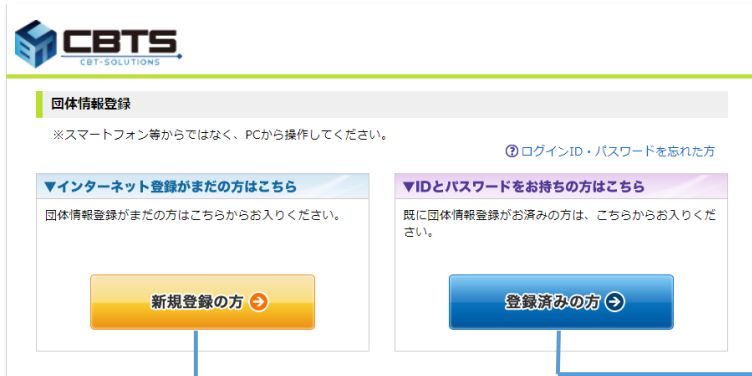 CBTS
CBT-SOLUTIONS
団体情報登録
※スマートフォン等からではなく、PCから操作してください。
?ログインID・パスワードを忘れた方
▼インターネット登録がまだの方はこちら
団体情報登録がまだの方はこちらからお入りください。
新規登録の方
▼IDとパスワードをお持ちの方はこちら
既に団体情報登録がお済みの方は、こちらからお入りくだ
さい。
登録済みの方